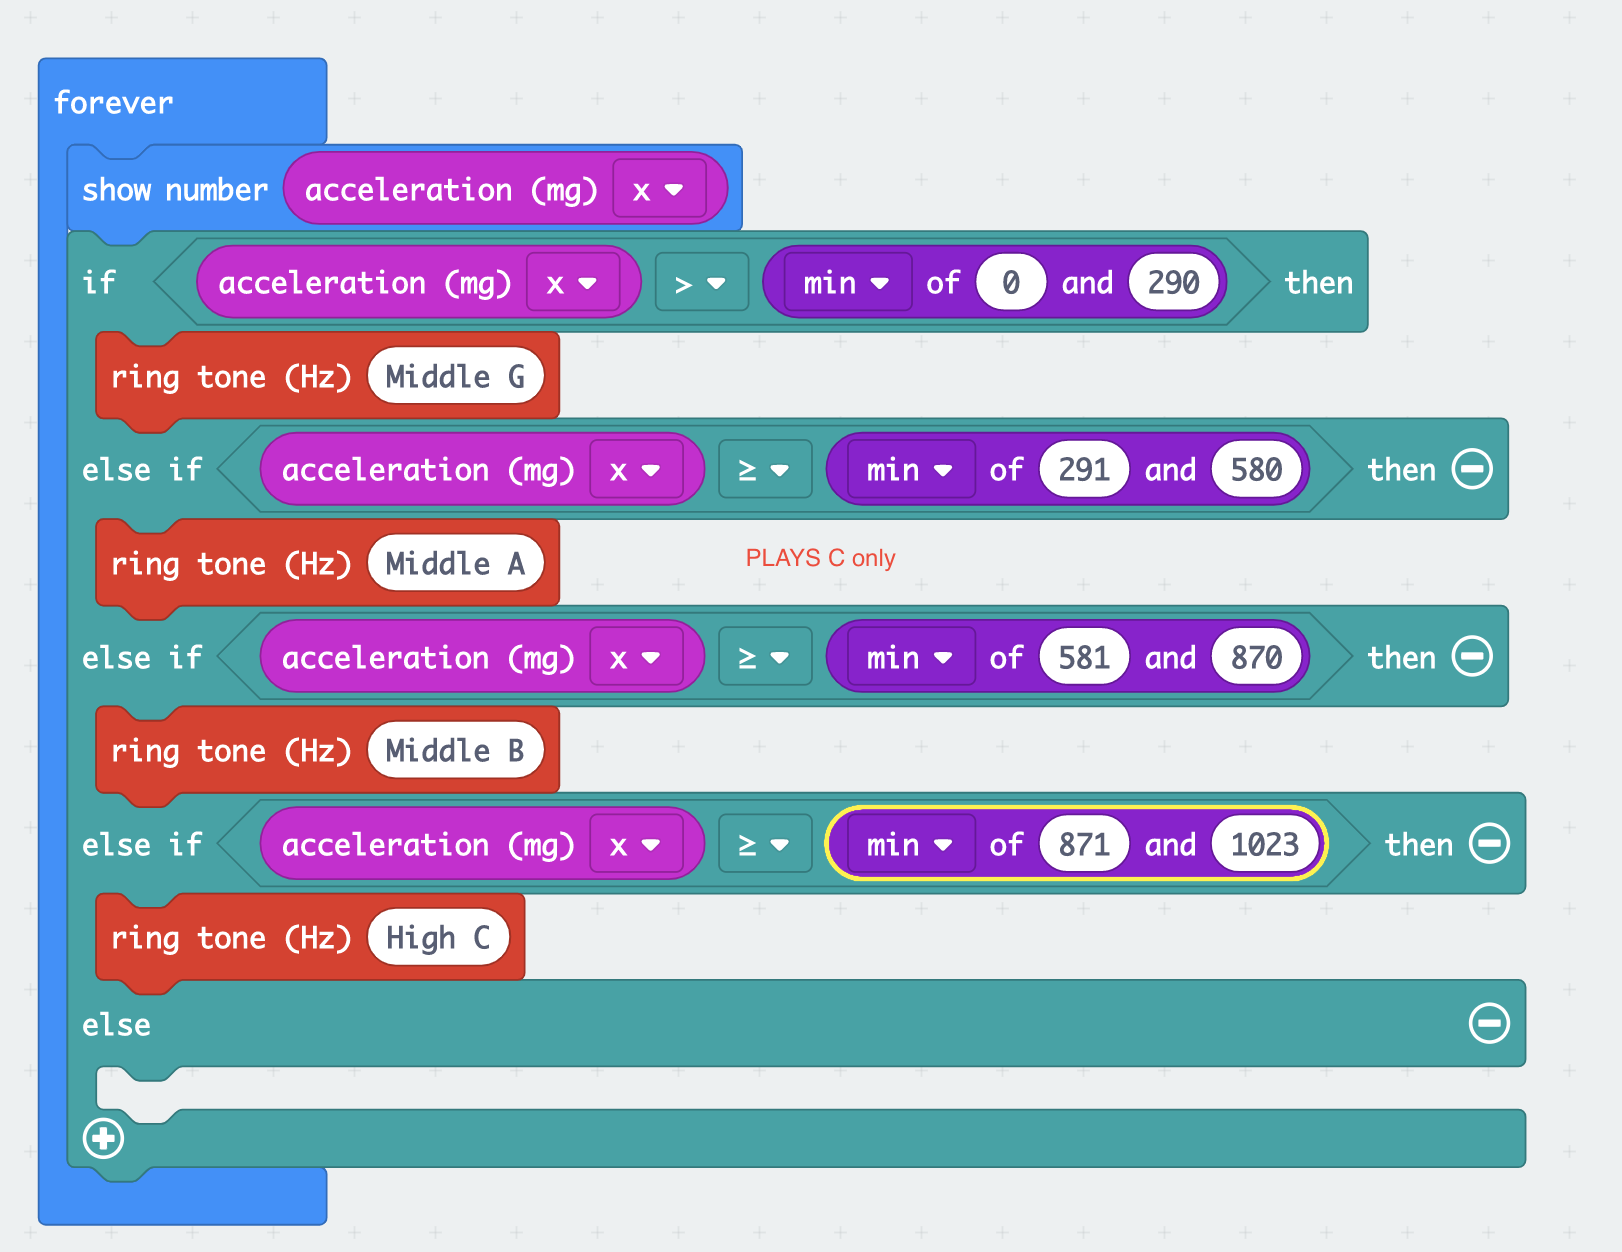 forever
show number acceleration (mg) x
if acceleration (mg) x > min of 0 and 290 then
ring tone (Hz) Middle G
else if acceleration (mg) x ≥ min of 291 and 580 then
ring tone (Hz) Middle A
PLAYS C only
else if acceleration (mg) x ≥ min of 581 and 870 then
ring tone (Hz) Middle B
else if acceleration (mg) x ≥ min of 871 and 1023 then
ring tone (Hz) High C
else